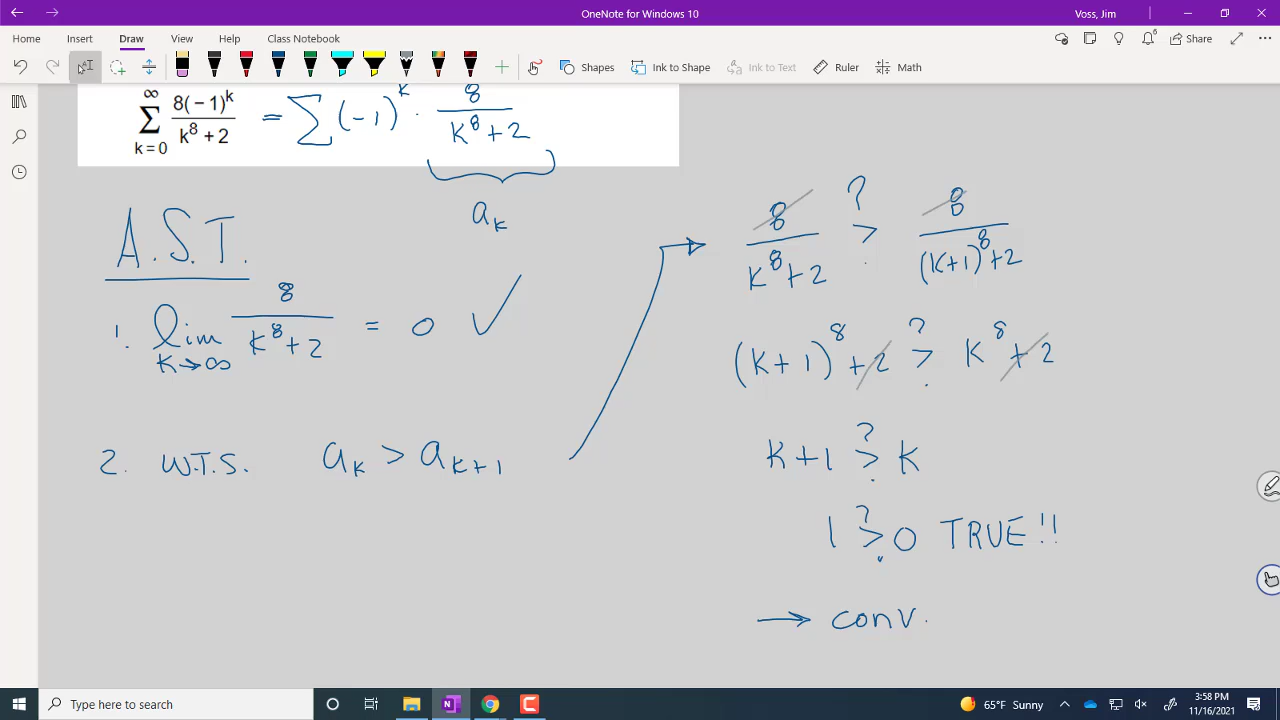 OneNote for Windows 10
Voss, Jim
Home Insert Draw View Help Class Notebook
Share
Shapes Ink to Shape Ink to Text Ruler Math
∞ Σ k = 0 8(−1)^k / (k^8 + 2) = Σ (−1)^k · 8 / (k^8 + 2)
a_k
A.S.T.
1. lim k→∞ 8 / (k^8 + 2) = 0 ✓
2. W.T.S. a_k > a_{k+1}
8 / (k^8 + 2) ?> 8 / ((k+1)^8 + 2)
(k+1)^8 + 2 ?> k^8 + 2
k+1 ?> k
1 ?> 0 TRUE!!
→ conv.
Type here to search
65°F Sunny
3:58 PM
11/16/2021
6